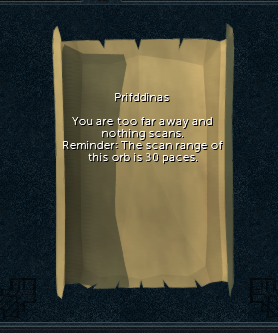 Prifddinas
You are too far away and
nothing scans.
Reminder: The scan range of
this orb is 30 paces.